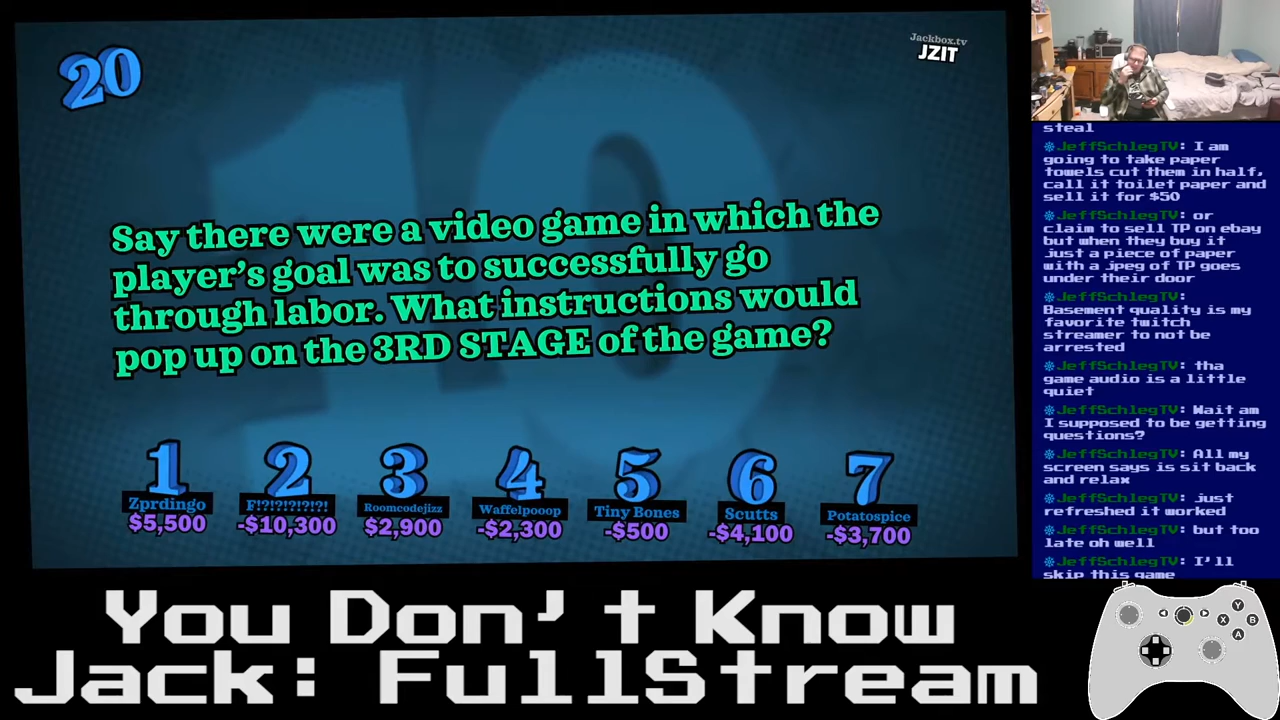 20
Jackbox.tv
JZIT
Say there were a video game in which the
player's goal was to successfully go
through labor. What instructions would
pop up on the 3RD STAGE of the game?
1
Zprdingo
$5,500
2
F!?!?!?!?!?!
-$10,300
3
Roomcodejizz
$2,900
4
Waffelpooop
-$2,300
5
Tiny Bones
-$500
6
Scutts
-$4,100
7
Potatospice
-$3,700
steal
JeffSchlegTV: I am
going to take paper
towels cut them in half,
call it toilet paper and
sell it for $50
JeffSchlegTV: or
claim to sell TP on ebay
but when they buy it
just a piece of paper
with a jpeg of TP goes
under their door
JeffSchlegTV:
Basement quality is my
favorite twitch
streamer to not be
arrested
JeffSchlegTV: tha
game audio is a little
quiet
JeffSchlegTV: Wait am
I supposed to be getting
questions?
JeffSchlegTV: All my
screen says is sit back
and relax
JeffSchlegTV: just
refreshed it worked
JeffSchlegTV: but too
late oh well
JeffSchlegTV: I'll
skip this game
You Don't Know
Jack: FullStream
Y
X
B
A